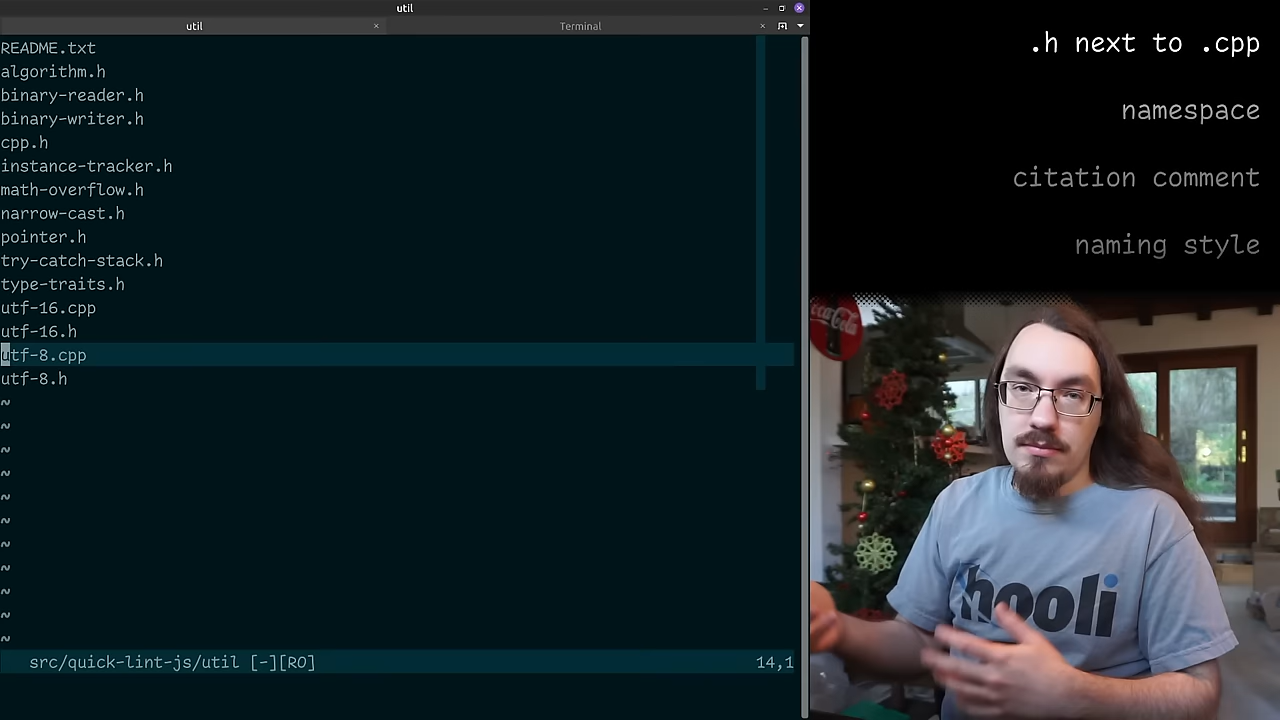 util
util
Terminal
README.txt
algorithm.h
binary-reader.h
binary-writer.h
cpp.h
instance-tracker.h
math-overflow.h
narrow-cast.h
pointer.h
try-catch-stack.h
type-traits.h
utf-16.cpp
utf-16.h
utf-8.cpp
utf-8.h
~
~
~
~
~
~
~
~
~
~
~
src/quick-lint-js/util [-][RO]
14,1
.h next to .cpp
namespace
citation comment
naming style
Coca-Cola
hooli